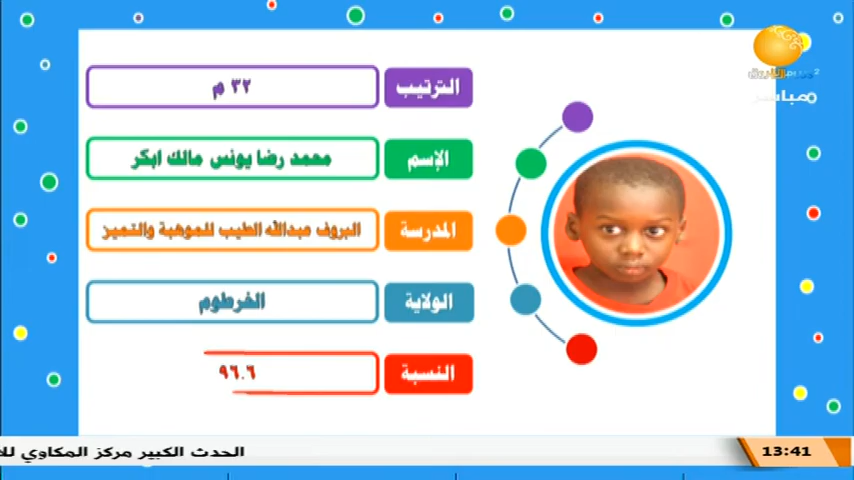 مباشر
الترتيب ٣٢ م
الإسم محمد رضا يونس مالك ابكر
المدرسة البروف عبدالله الطيب للموهبة والتميز
الولاية الخرطوم
النسبة ٩٦.٦
13:41 الحدث الكبير مركز المكاوي